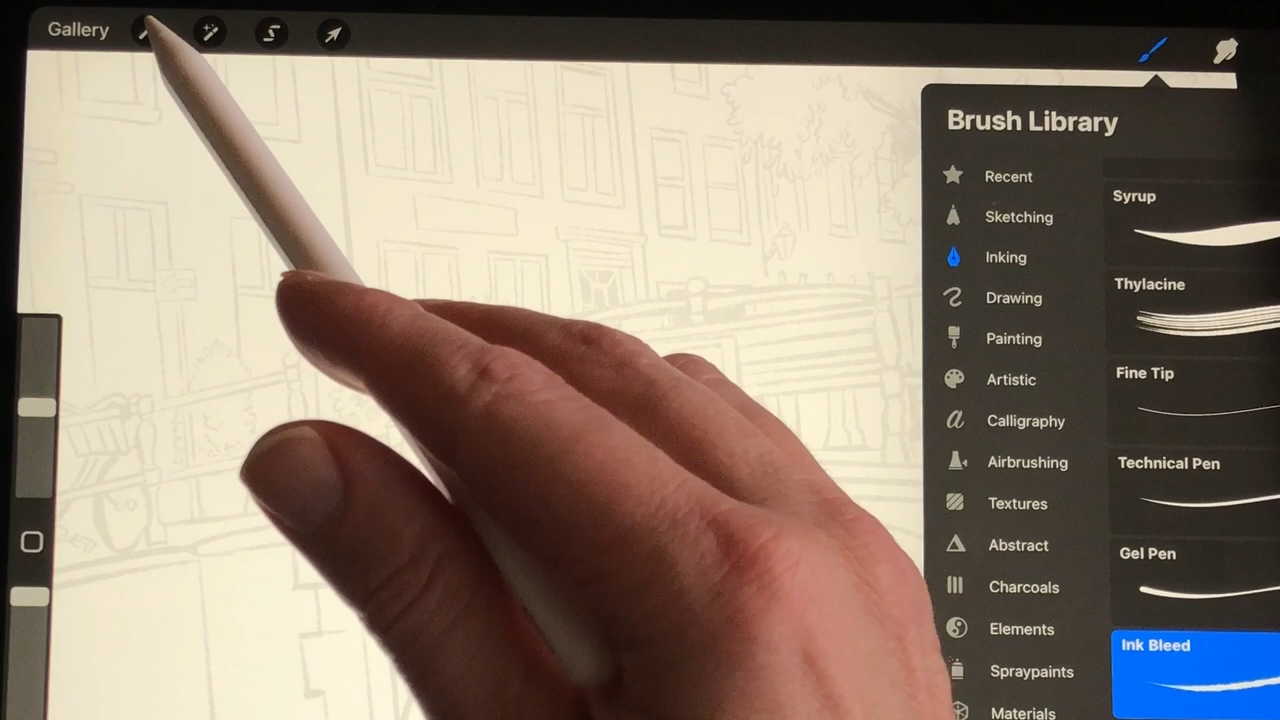 Gallery
Brush Library
Recent
Sketching
Inking
Drawing
Painting
Artistic
Calligraphy
Airbrushing
Textures
Abstract
Charcoals
Elements
Spraypaints
Materials
Syrup
Thylacine
Fine Tip
Technical Pen
Gel Pen
Ink Bleed